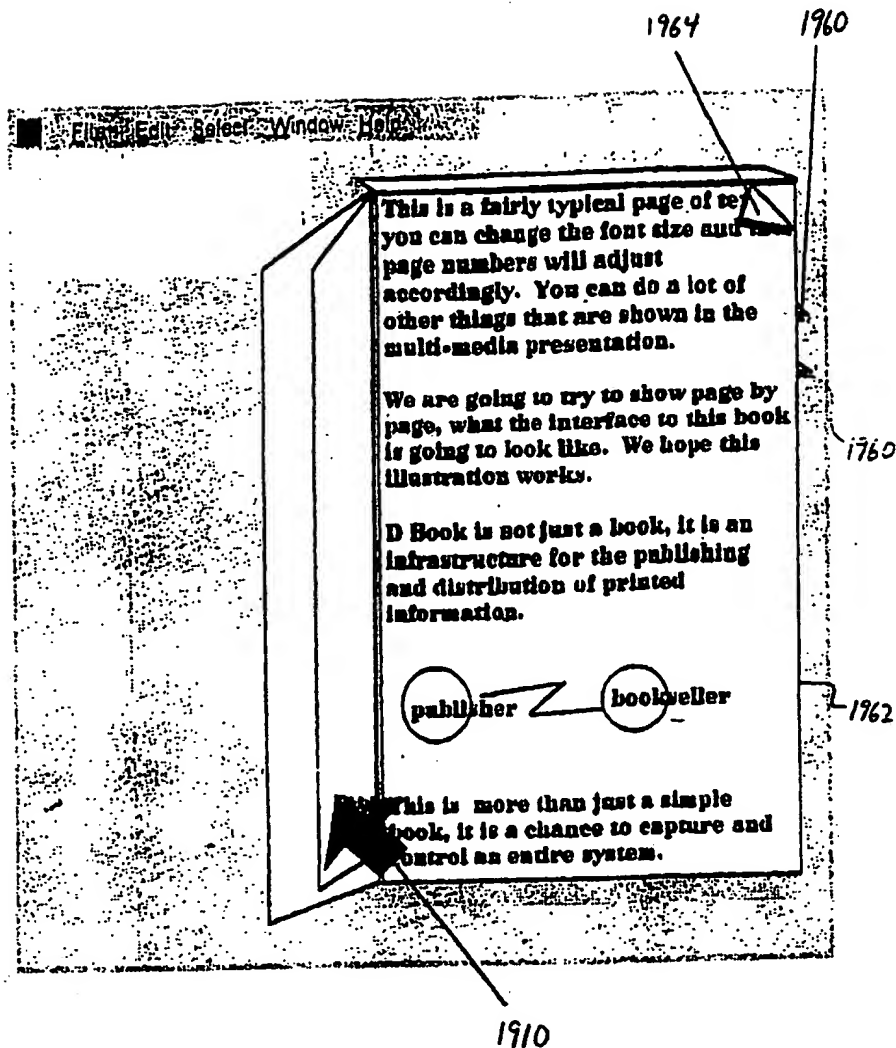 1964 1960
File Edit Select Window Help
This is a fairly typical page of te
you can change the font size and
page numbers will adjust
accordingly. You can do a lot of
other things that are shown in the
multi-media presentation.
We are going to try to show page by
page, what the interface to this book
is going to look like. We hope this
illustration works.
1960
D Book is not just a book, it is an
infrastructure for the publishing
and distribution of printed
information.
publisher bookseller
1962
This is more than just a simple
book, it is a chance to capture and
control an entire system.
1910